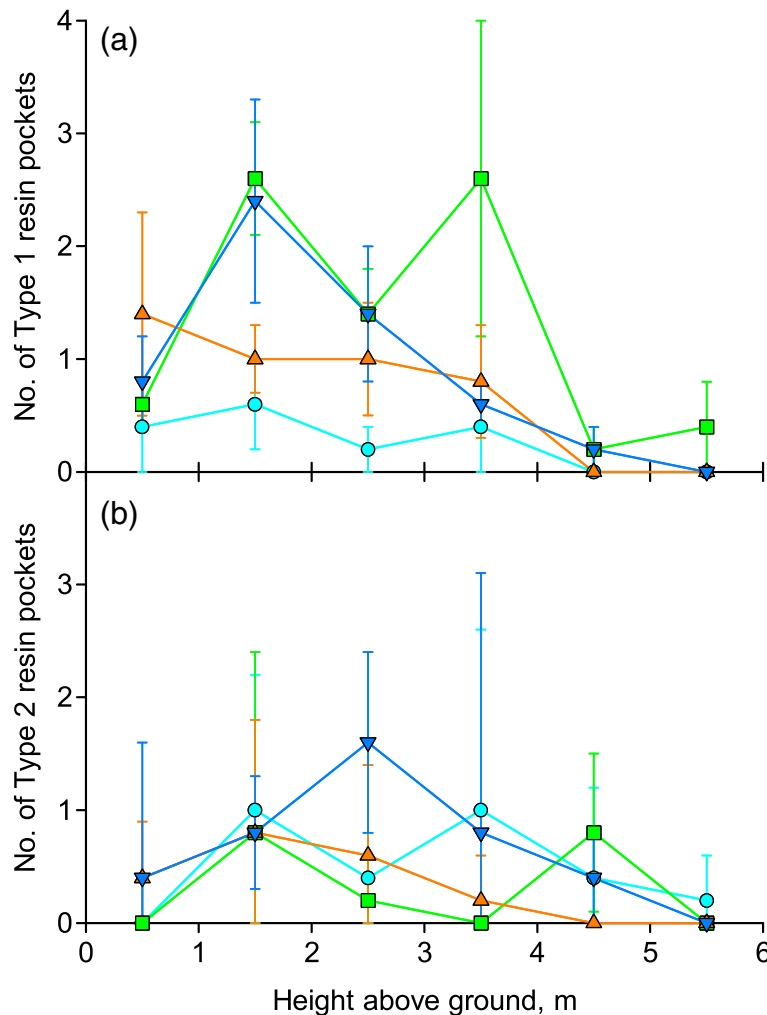 (a)
No. of Type 1 resin pockets
4
3
2
1
0
(b)
No. of Type 2 resin pockets
3
2
1
0
0 1 2 3 4 5 6
Height above ground, m